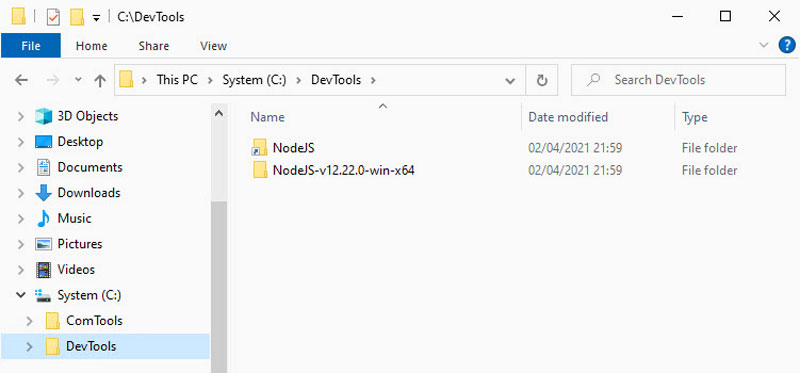 C:\DevTools
File Home Share View
This PC > System (C:) > DevTools >
Search DevTools
3D Objects
Desktop
Documents
Downloads
Music
Pictures
Videos
System (C:)
ComTools
DevTools
Name Date modified Type
NodeJS 02/04/2021 21:59 File folder
NodeJS-v12.22.0-win-x64 02/04/2021 21:59 File folder